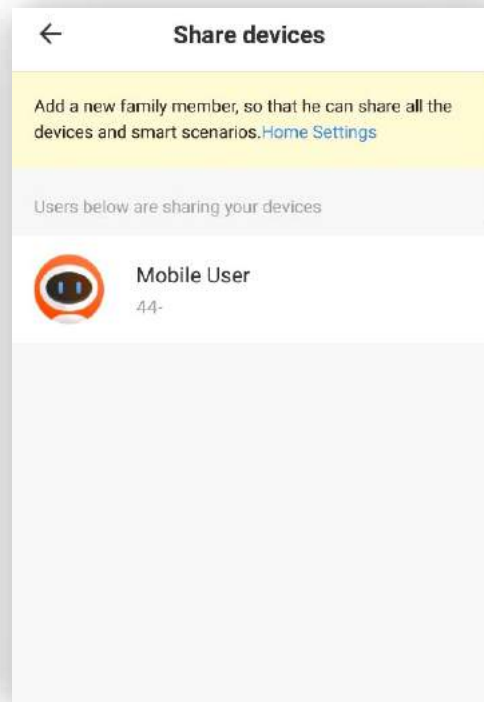 Share devices
Add a new family member, so that he can share all the
devices and smart scenarios.Home Settings
Users below are sharing your devices
Mobile User
44-